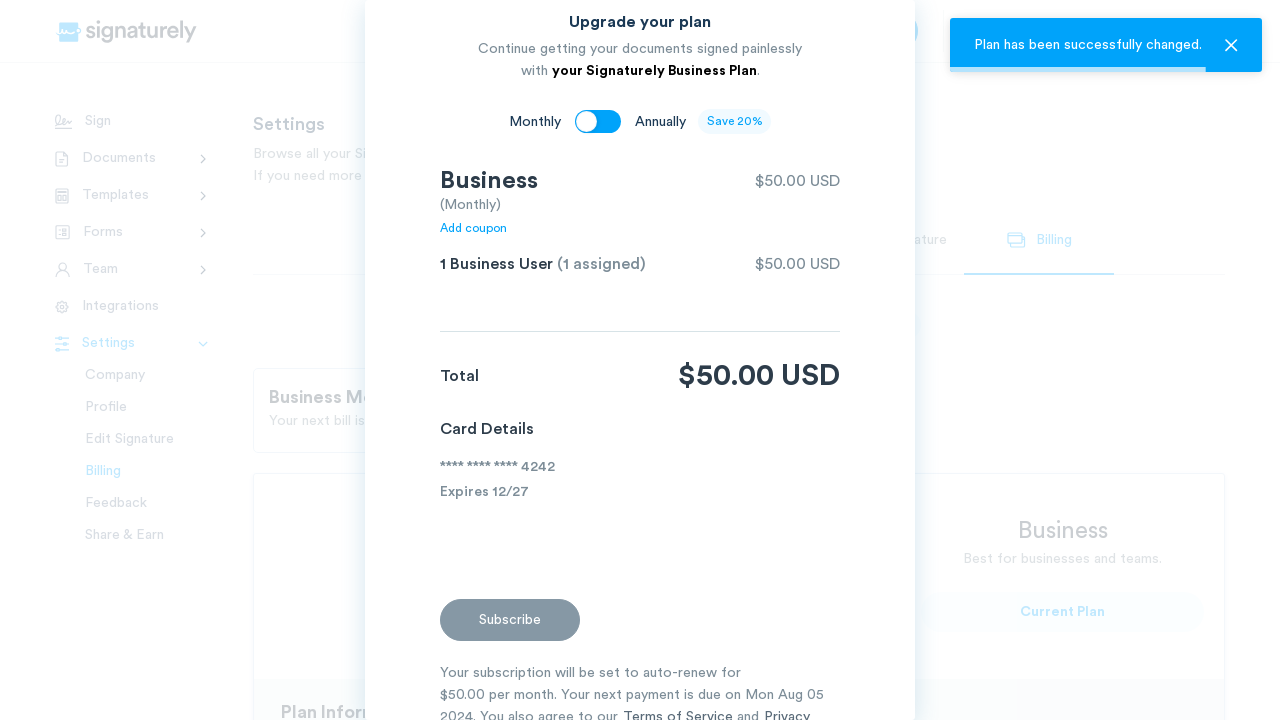 signaturely
Plan has been successfully changed.
Upgrade your plan
Continue getting your documents signed painlessly
with your Signaturely Business Plan.
Monthly
Annually
Save 20%
Sign
Documents
Templates
Forms
Team
Integrations
Settings
Company
Profile
Edit Signature
Billing
Feedback
Share & Earn
Settings
Browse all your
If you need more
ature
Billing
Business
$50.00 USD
(Monthly)
Add coupon
1 Business User (1 assigned)
$50.00 USD
Total
$50.00 USD
Card Details
**** **** **** 4242
Expires 12/27
Subscribe
Your subscription will be set to auto-renew for
$50.00 per month. Your next payment is due on Mon Aug 05
2024. You also agree to our Terms of Service and Privacy
Business
Your next bill is
Business
Best for businesses and teams.
Current Plan
Plan